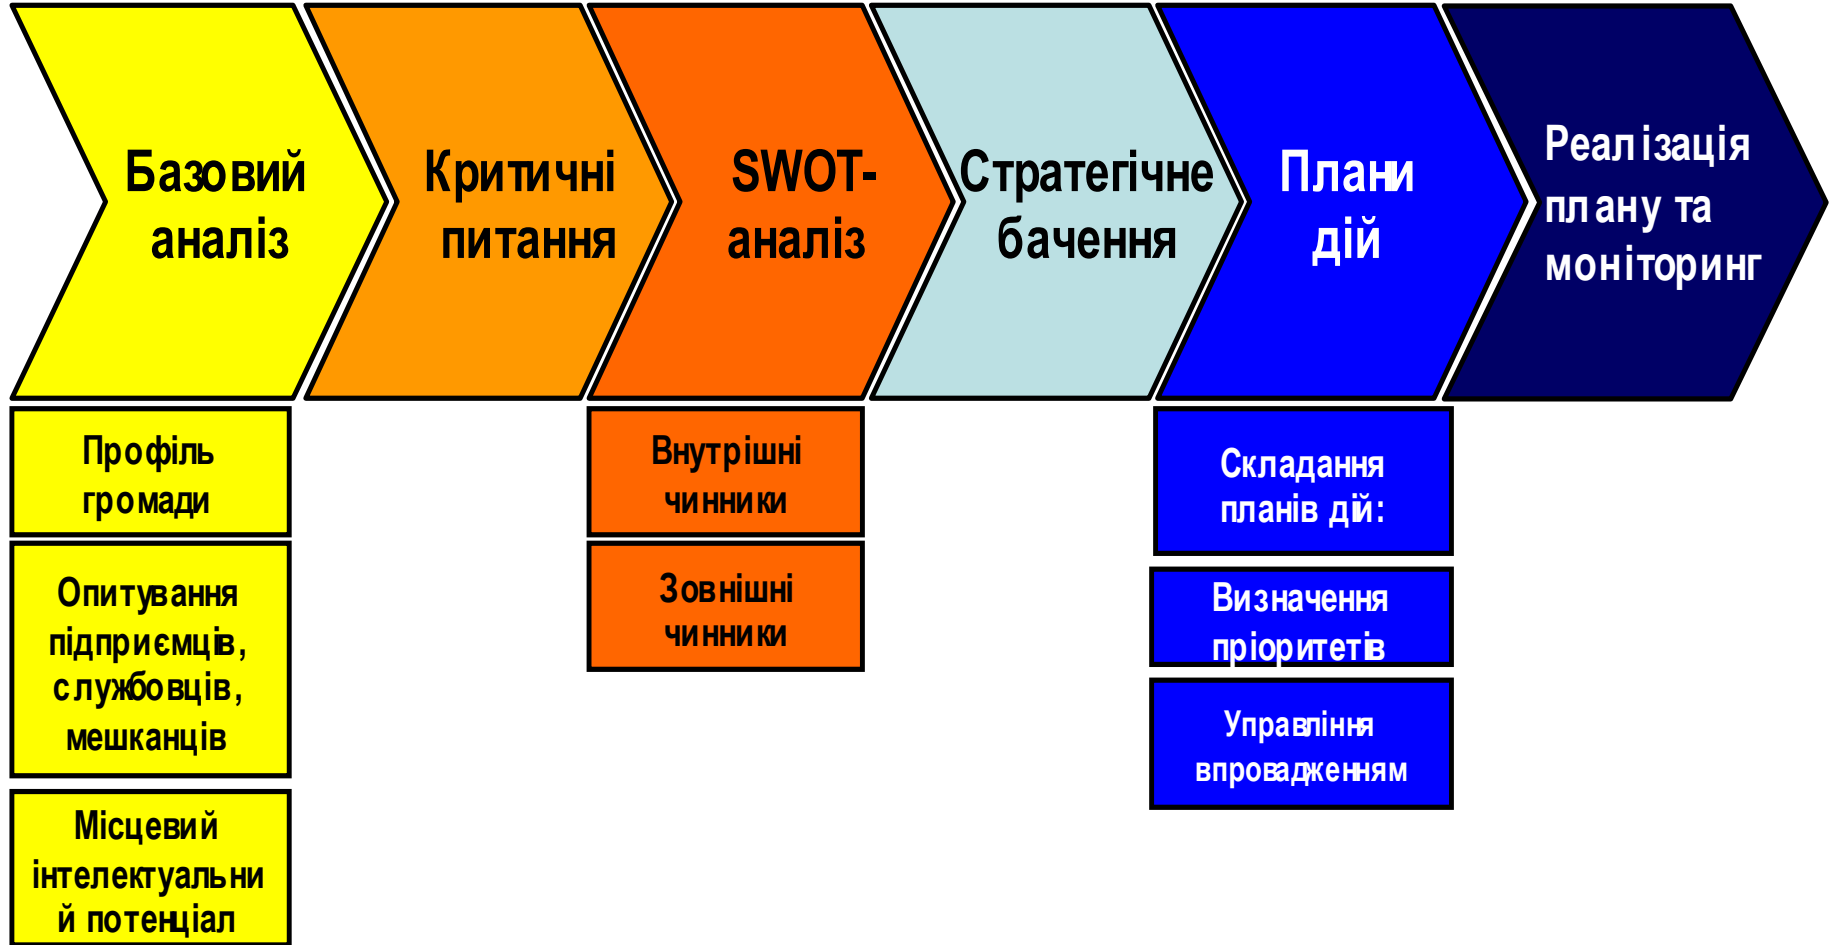 Базовий
аналіз
Критичні
питання
SWOT-
аналіз
Стратегічне
бачення
Плани
дій
Реалізація
плану та
моніторинг
Профіль
громади
Опитування
підприємців,
службовців,
мешканців
Місцевий
інтелектуальни
й потенціал
Внутрішні
чинники
Зовнішні
чинники
Складання
планів дій:
Визначення
пріоритетів
Управління
впровадженням